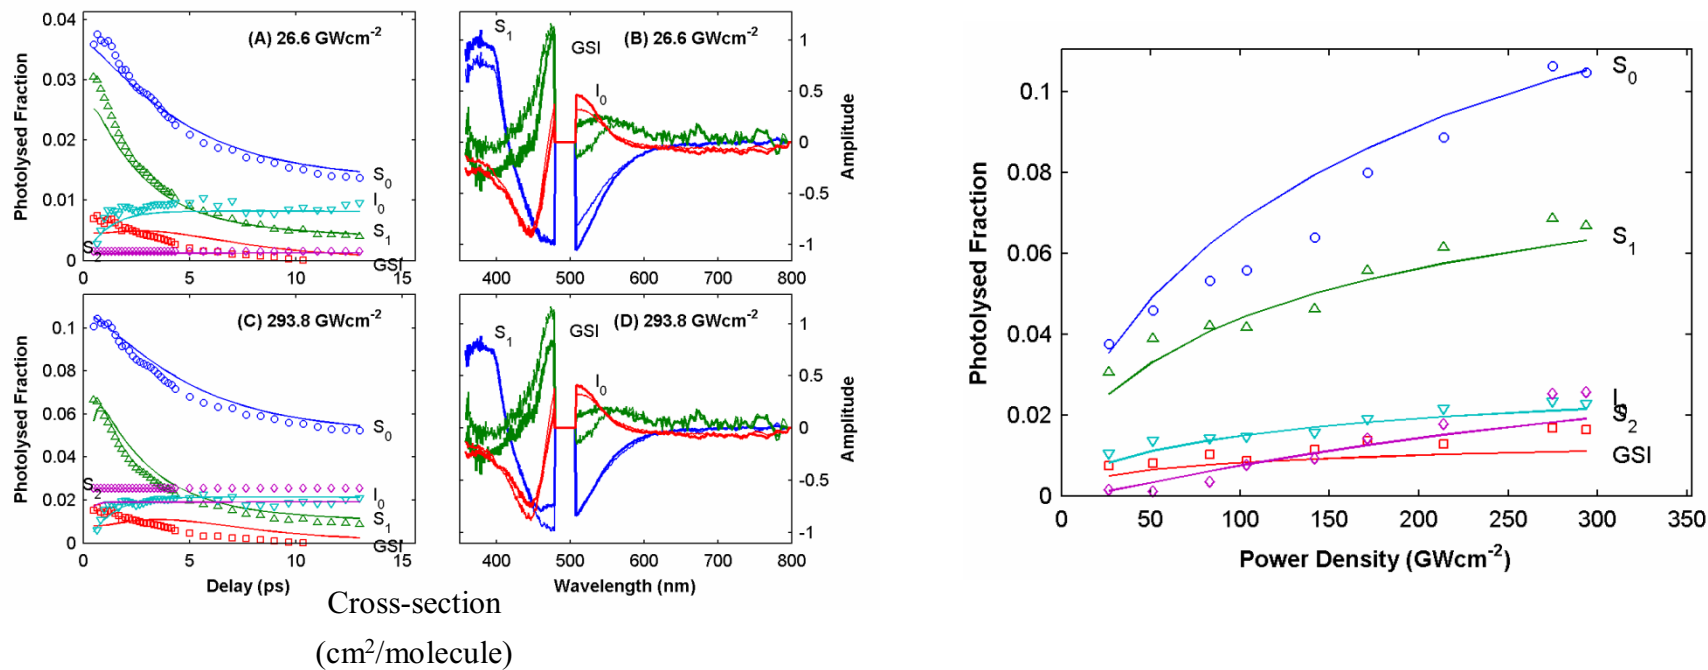 (A) 26.6 GWcm-2
0.04
0.03
0.02
0.01
0
0 5 10 15
Photolysed Fraction
S0
I0
S1
GSI
S2
(B) 26.6 GWcm-2
S1
GSI
I0
1
0.5
0
-0.5
-1
Amplitude
400 500 600 700 800
(C) 293.8 GWcm-2
0.1
0.08
0.06
0.04
0.02
0
0 5 10 15
Photolysed Fraction
Delay (ps)
S0
S2
I0
S1
GSI
(D) 293.8 GWcm-2
S1
GSI
I0
1
0.5
0
-0.5
-1
Amplitude
400 500 600 700 800
Wavelength (nm)
Cross-section
(cm2/molecule)
0.1
0.08
0.06
0.04
0.02
0
0 50 100 150 200 250 300 350
Photolysed Fraction
Power Density (GWcm-2)
S0
S1
I0
S2
GSI